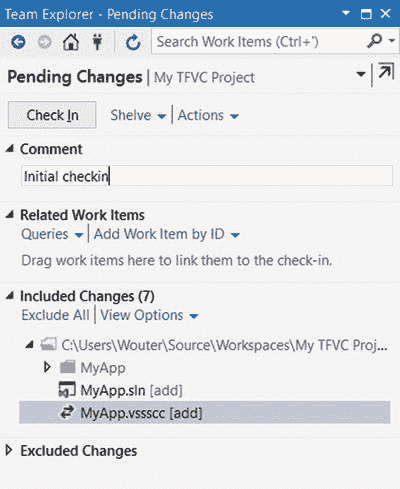 Team Explorer - Pending Changes
Search Work Items (Ctrl+')
Pending Changes | My TFVC Project
Check In
Shelve
Actions
Comment
Initial checkin
Related Work Items
Queries
Add Work Item by ID
Drag work items here to link them to the check-in.
Included Changes (7)
Exclude All
View Options
C:\Users\Wouter\Source\Workspaces\My TFVC Proj...
MyApp
MyApp.sln [add]
MyApp.vssscc [add]
Excluded Changes